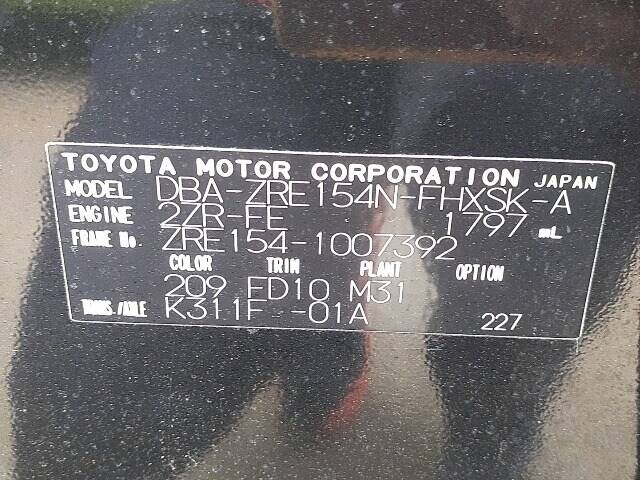 TOYOTA MOTOR CORPORATION JAPAN
MODEL DBA-ZRE154N-FHXSK-A
ENGINE 2ZR-FE 1797 mL
FRAME No. ZRE154-1007392
COLOR TRIM PLANT OPTION
209 FD10 M31
TRANS./AXLE K311F -01A
227